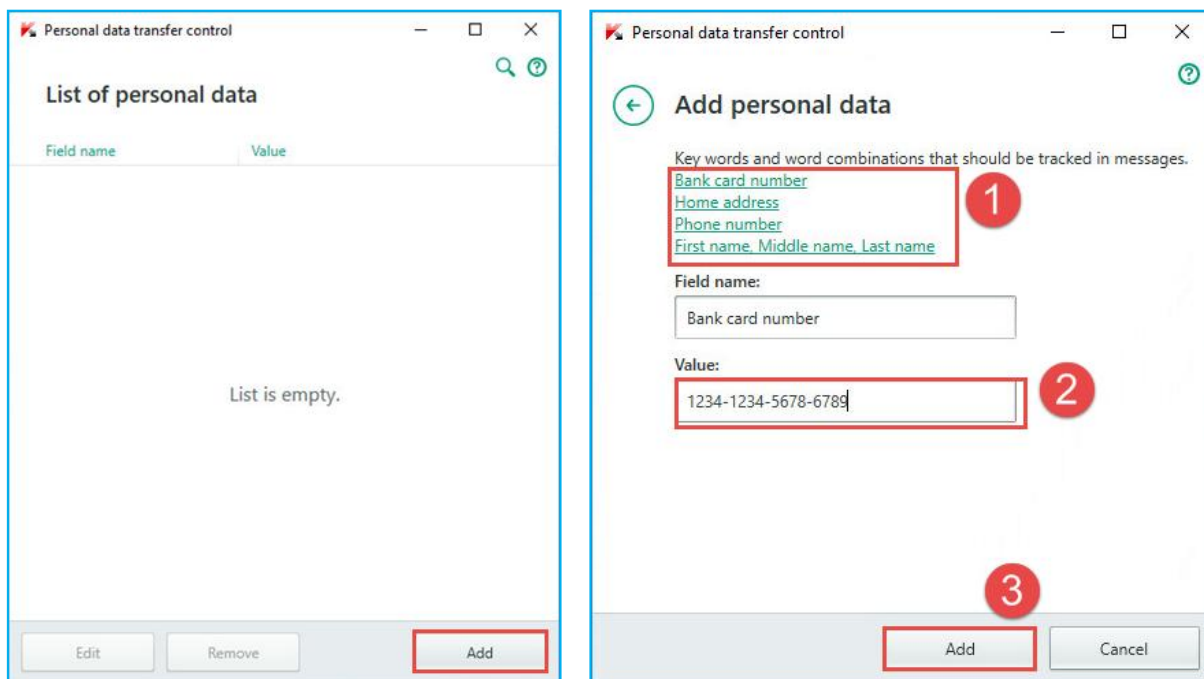 Personal data transfer control
List of personal data
Field name Value
List is empty.
Edit Remove Add
Personal data transfer control
Add personal data
Key words and word combinations that should be tracked in messages.
Bank card number
Home address
Phone number
First name, Middle name, Last name
1
Field name:
Bank card number
Value:
1234-1234-5678-6789
2
3
Add Cancel